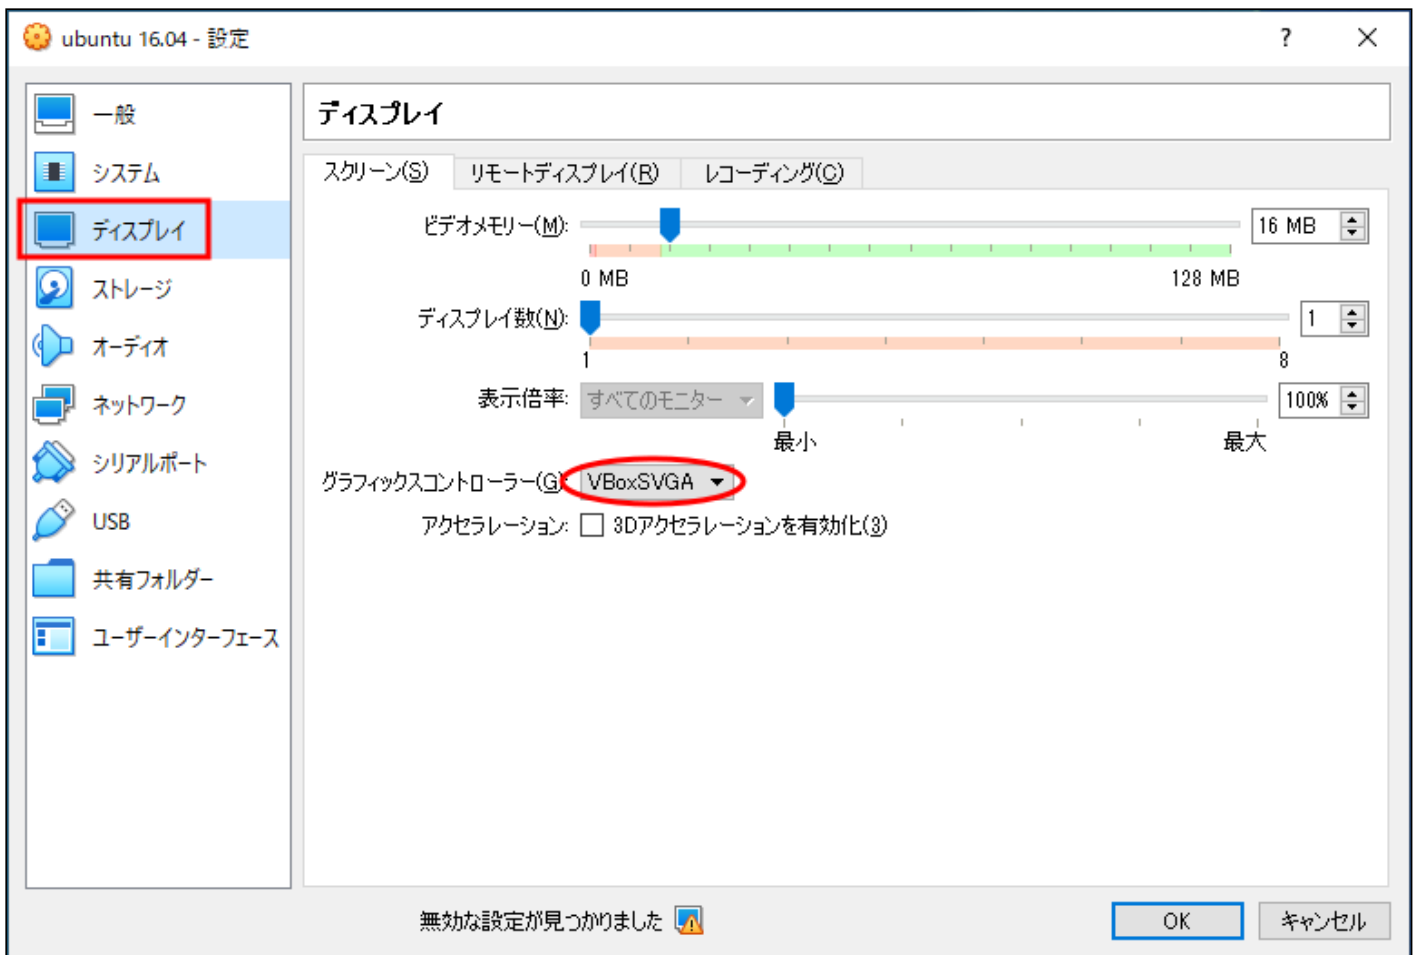 ubuntu 16.04 - 設定
?
一般
システム
ディスプレイ
ストレージ
オーディオ
ネットワーク
シリアルポート
USB
共有フォルダー
ユーザーインターフェース
ディスプレイ
スクリーン(S) リモートディスプレイ(R) レコーディング(C)
ビデオメモリー(M): 16 MB
0 MB 128 MB
ディスプレイ数(N): 1
1 8
表示倍率: すべてのモニター 100%
最小 最大
グラフィックスコントローラー(G): VBoxSVGA
アクセラレーション: 3Dアクセラレーションを有効化(3)
無効な設定が見つかりました
OK キャンセル